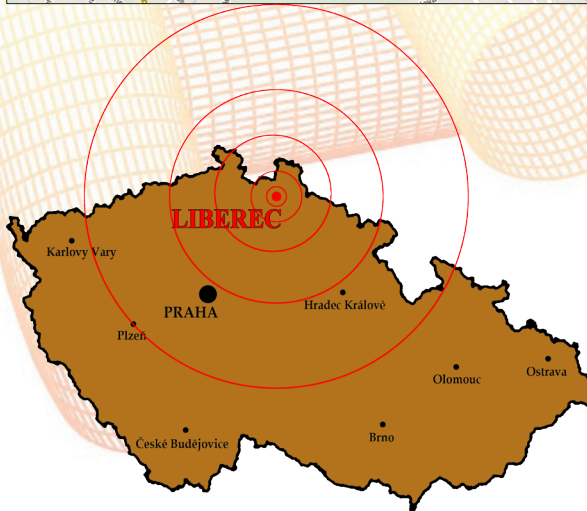 LIBEREC
Karlovy Vary
PRAHA
Hradec Králové
Plzeň
Ostrava
Olomouc
České Budějovice
Brno